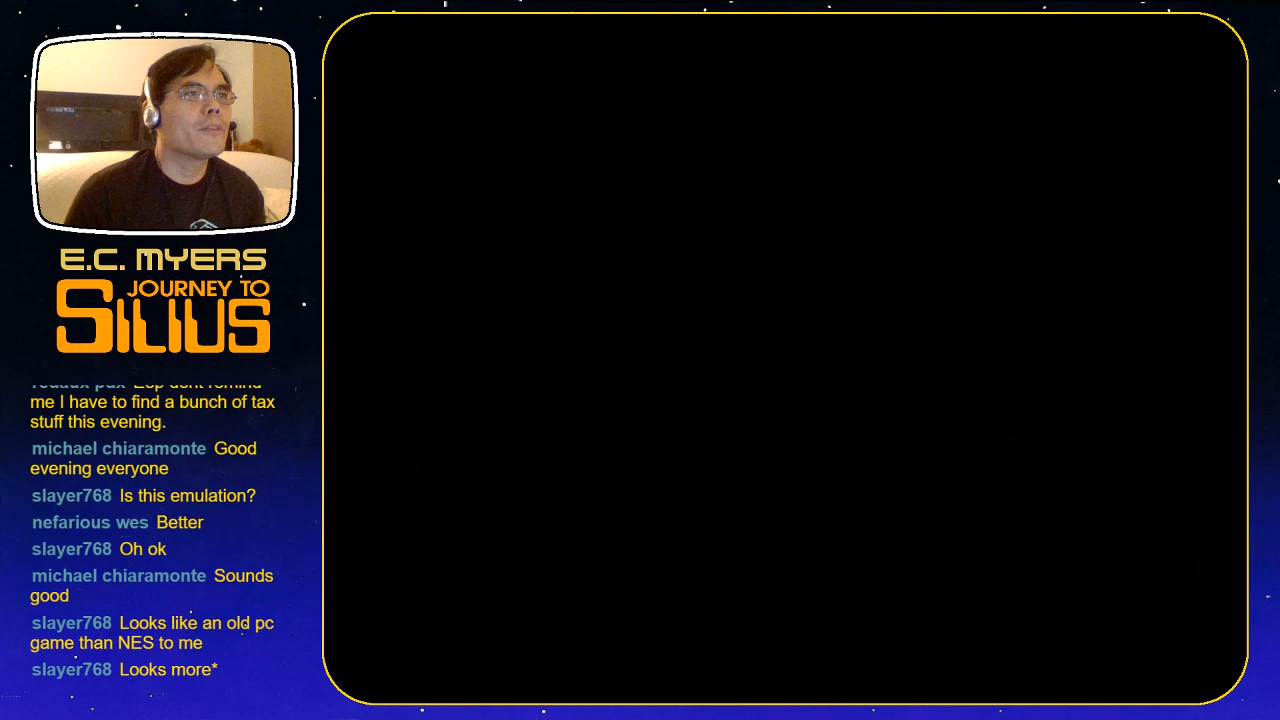 E.C. MYERS
JOURNEY TO
SILIUS
me I have to find a bunch of tax
stuff this evening.
michael chiaramonte Good
evening everyone
slayer768 Is this emulation?
nefarious wes Better
slayer768 Oh ok
michael chiaramonte Sounds
good
slayer768 Looks like an old pc
game than NES to me
slayer768 Looks more*